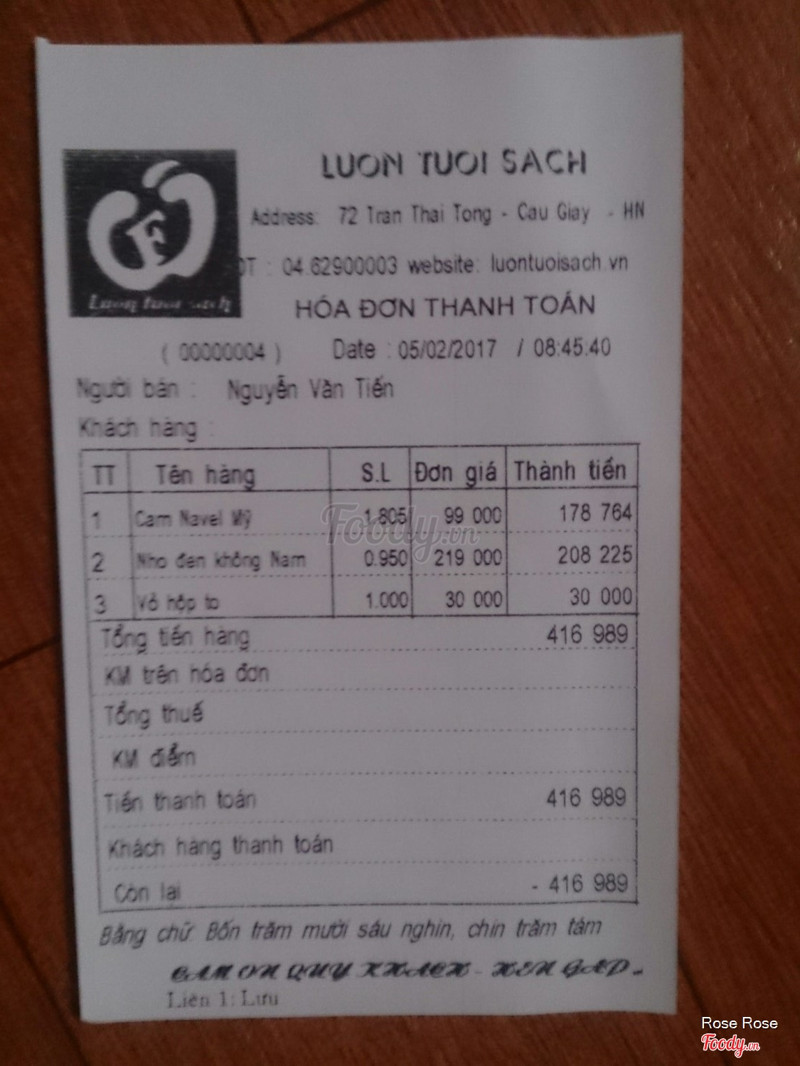 LUON TUOI SACH
Address: 72 Tran Thai Tong - Cau Giay - HN
DT : 04.62900003 website: luontuoisach.vn
Luon tuoi sach
HÓA ĐƠN THANH TOÁN
( 00000004 ) Date : 05/02/2017 / 08:45:40
Người bán : Nguyễn Văn Tiến
Khách hàng :
TT Tên hàng S.L Đơn giá Thành tiền
1 Cam Navel Mỹ 1.805 99 000 178 764
2 Nho đen không Nam 0.950 219 000 208 225
3 Vỏ hộp to 1.000 30 000 30 000
Tổng tiền hàng 416 989
KM trên hóa đơn
Tổng thuế
KM điểm
Tiền thanh toán 416 989
Khách hàng thanh toán
Còn lại - 416 989
Bằng chữ: Bốn trăm mười sáu nghìn, chín trăm tám
CAM ON QUY KHACH - HEN GAP..
Liên 1: Lưu
Foody.vn
Rose Rose
Foody.vn